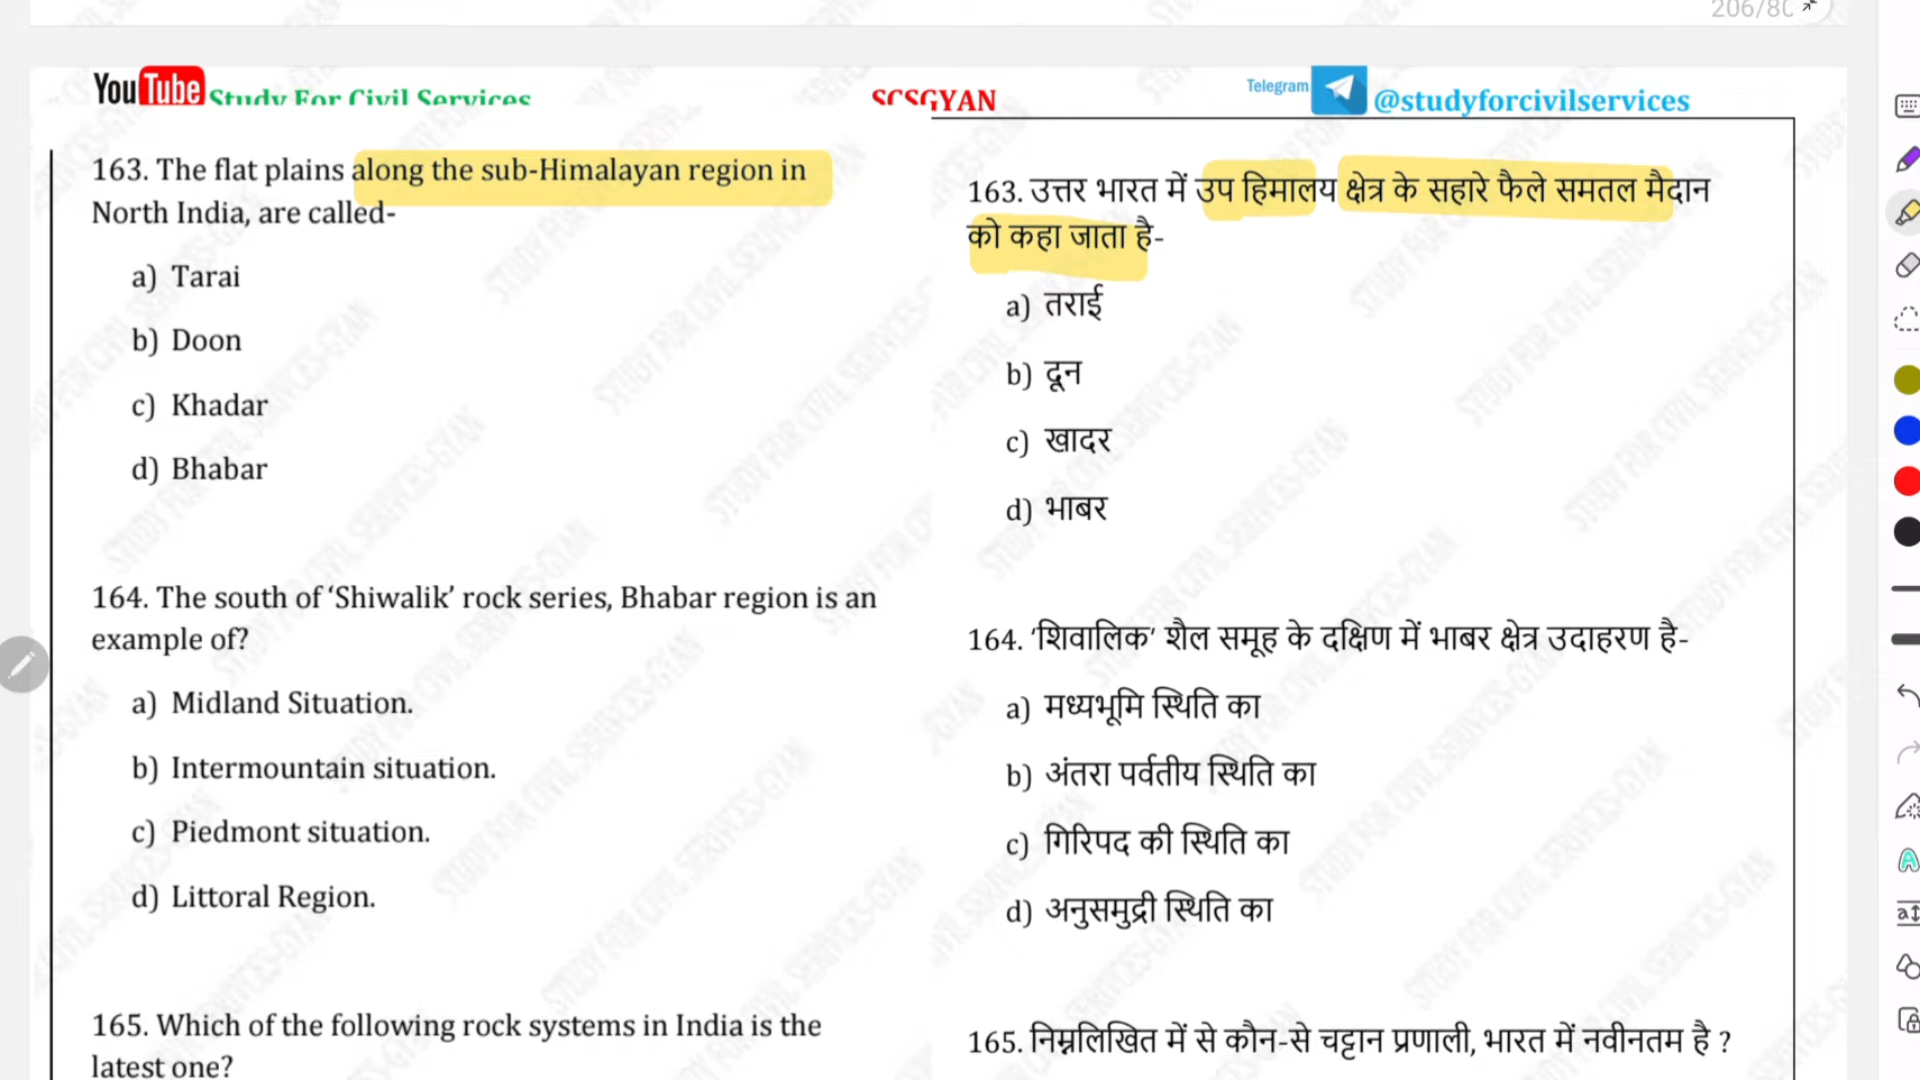 206/80
YouTube Study For Civil Services
SCSGYAN
Telegram @studyforcivilservices
163. The flat plains along the sub-Himalayan region in
North India, are called-
a) Tarai
b) Doon
c) Khadar
d) Bhabar
164. The south of ‘Shiwalik’ rock series, Bhabar region is an
example of?
a) Midland Situation.
b) Intermountain situation.
c) Piedmont situation.
d) Littoral Region.
165. Which of the following rock systems in India is the
latest one?
163. उत्तर भारत में उप हिमालय क्षेत्र के सहारे फैले समतल मैदान
को कहा जाता है-
a) तराई
b) दून
c) खादर
d) भाबर
164. ‘शिवालिक’ शैल समूह के दक्षिण में भाबर क्षेत्र उदाहरण है-
a) मध्यभूमि स्थिति का
b) अंतरा पर्वतीय स्थिति का
c) गिरिपद की स्थिति का
d) अनुसमुद्री स्थिति का
165. निम्नलिखित में से कौन-से चट्टान प्रणाली, भारत में नवीनतम है ?
STUDY FOR CIVIL SERVICES-GYAN